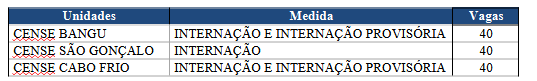 Unidades Medida Vagas
CENSE BANGU INTERNAÇÃO E INTERNAÇÃO PROVISÓRIA 40
CENSE SÃO GONÇALO INTERNAÇÃO 40
CENSE CABO FRIO INTERNAÇÃO E INTERNAÇÃO PROVISÓRIA 40